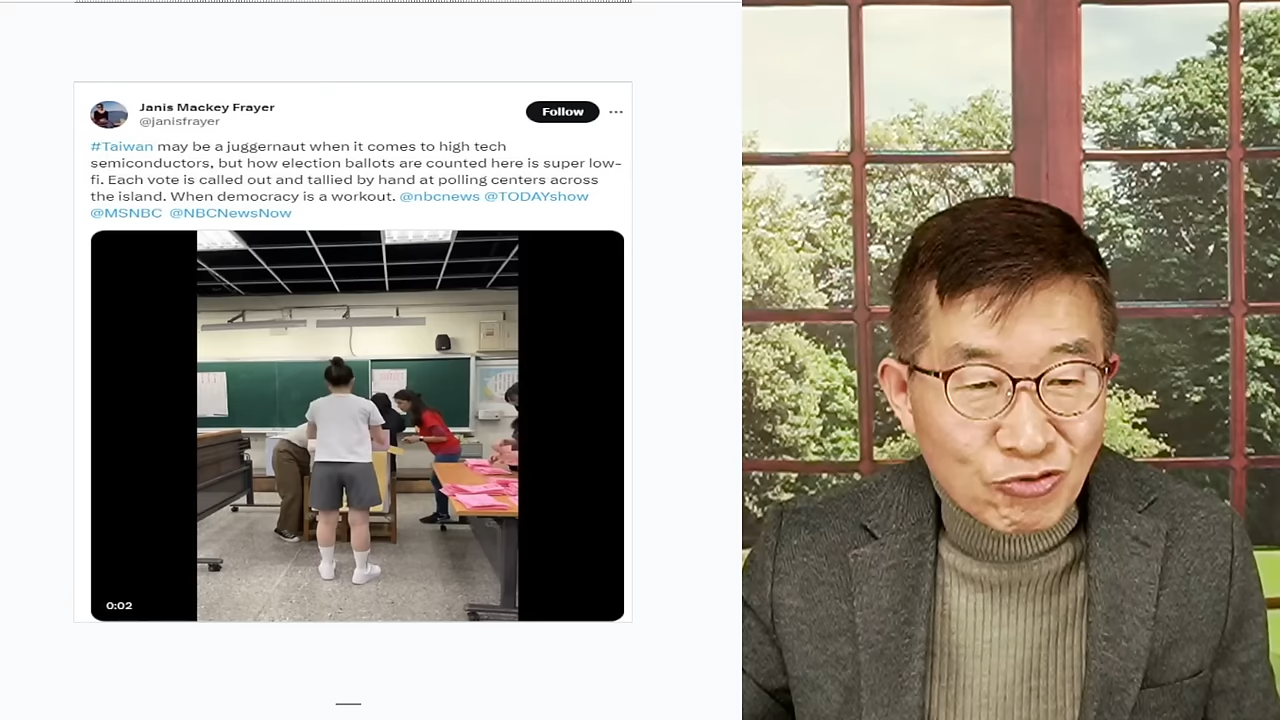 Janis Mackey Frayer
@janisfrayer
Follow
#Taiwan may be a juggernaut when it comes to high tech
semiconductors, but how election ballots are counted here is super low-
fi. Each vote is called out and tallied by hand at polling centers across
the island. When democracy is a workout. @nbcnews @TODAYshow
@MSNBC @NBCNewsNow
0:02